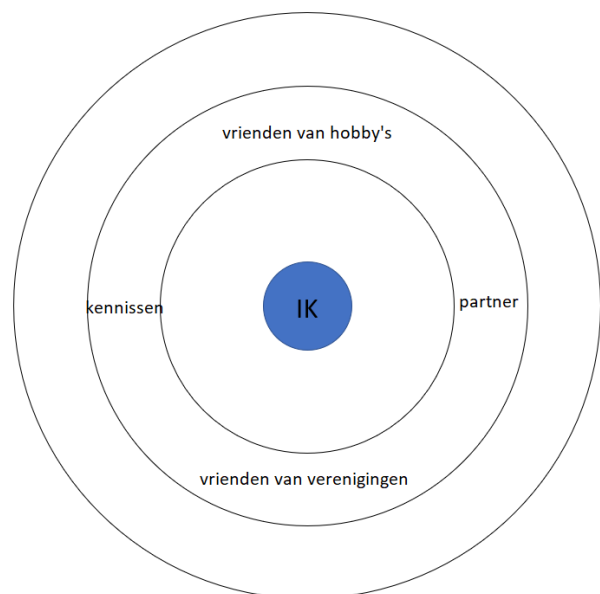 vrienden van hobby's
kennissen
IK
partner
vrienden van verenigingen